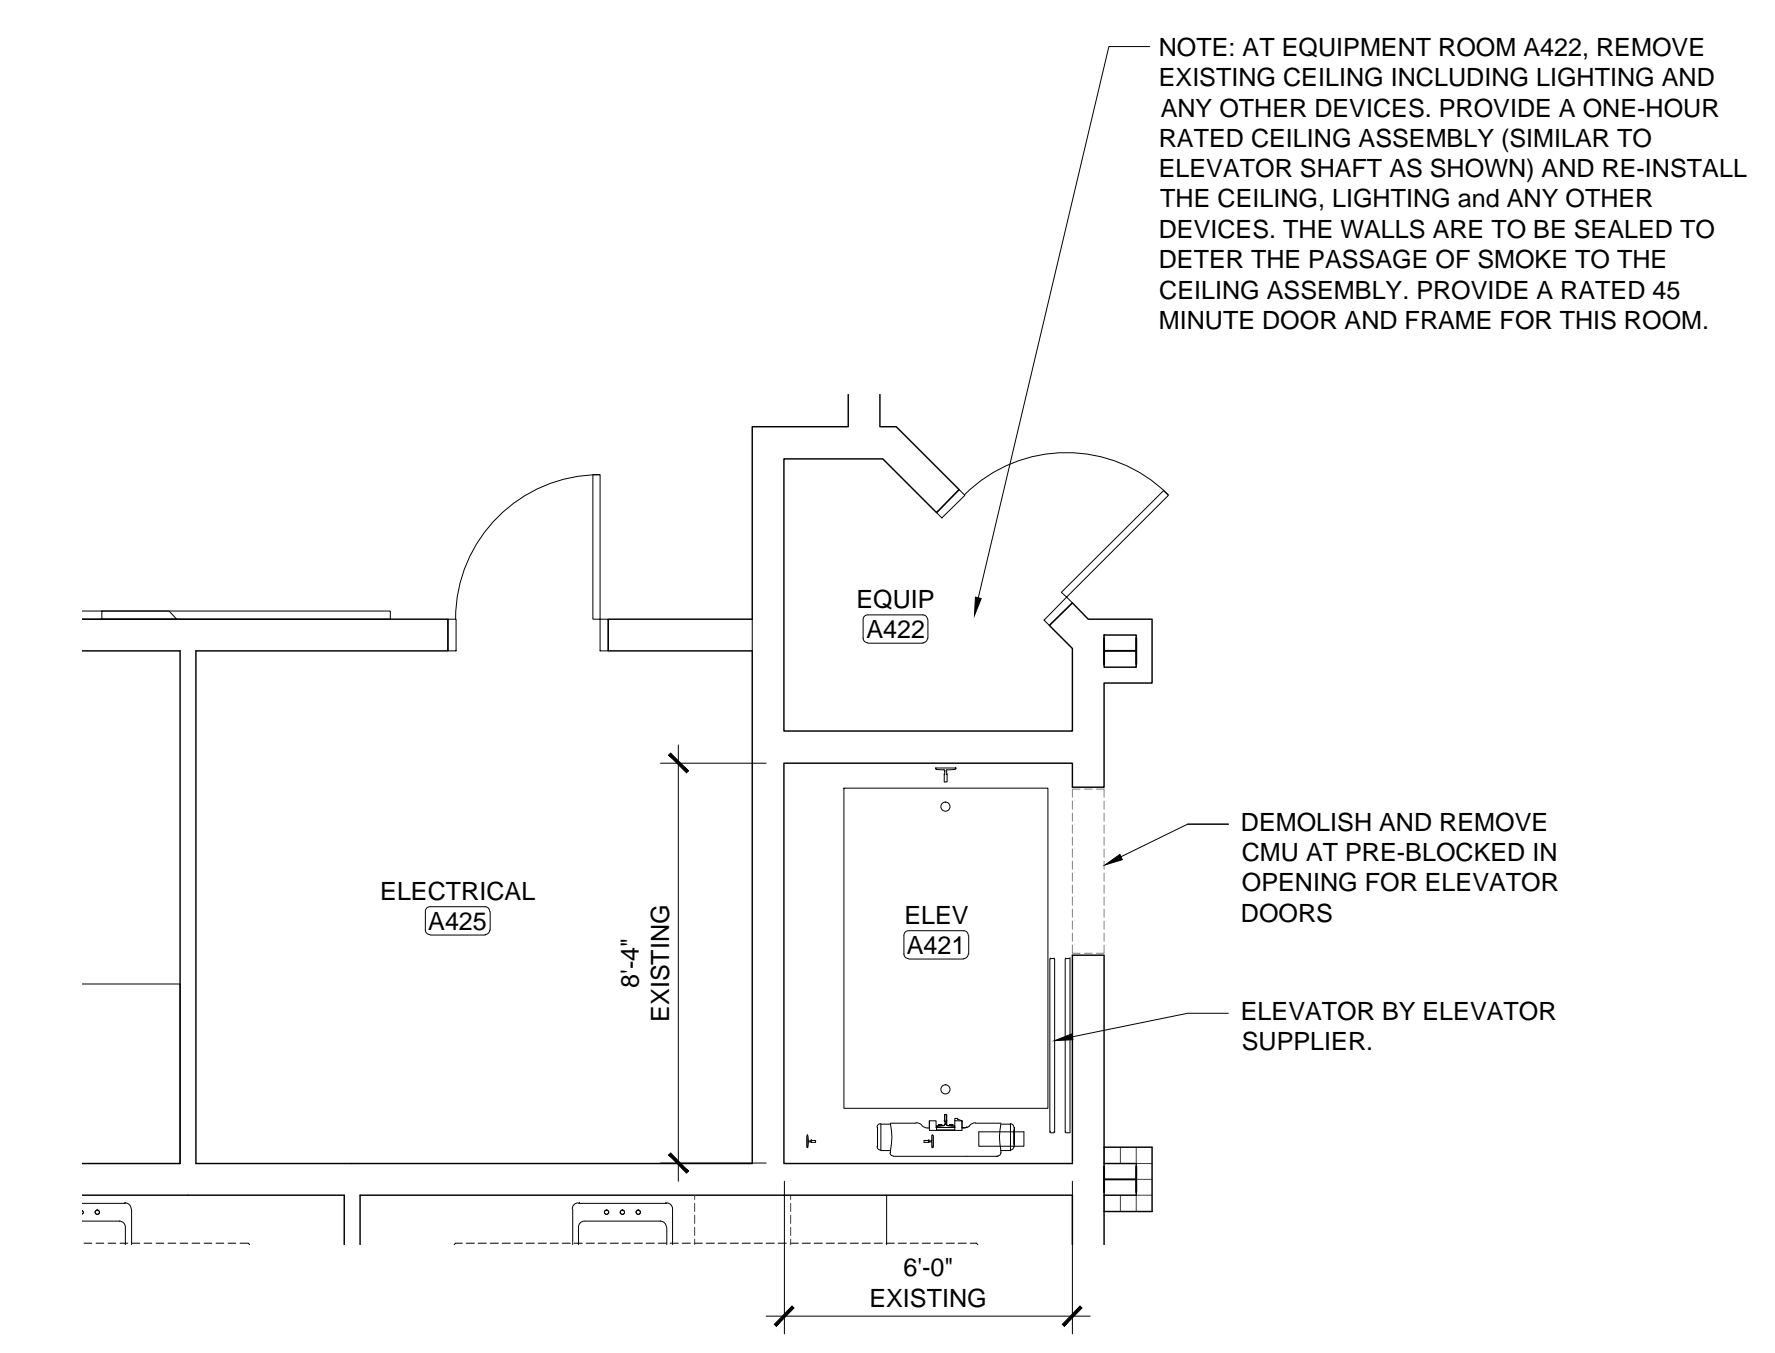 NOTE: AT EQUIPMENT ROOM A422, REMOVE
EXISTING CEILING INCLUDING LIGHTING AND
ANY OTHER DEVICES. PROVIDE A ONE-HOUR
RATED CEILING ASSEMBLY (SIMILAR TO
ELEVATOR SHAFT AS SHOWN) AND RE-INSTALL
THE CEILING, LIGHTING and ANY OTHER
DEVICES. THE WALLS ARE TO BE SEALED TO
DETER THE PASSAGE OF SMOKE TO THE
CEILING ASSEMBLY. PROVIDE A RATED 45
MINUTE DOOR AND FRAME FOR THIS ROOM.
EQUIP
A422
ELECTRICAL
A425
8'-4"
EXISTING
ELEV
A421
DEMOLISH AND REMOVE
CMU AT PRE-BLOCKED IN
OPENING FOR ELEVATOR
DOORS
ELEVATOR BY ELEVATOR
SUPPLIER.
6'-0"
EXISTING